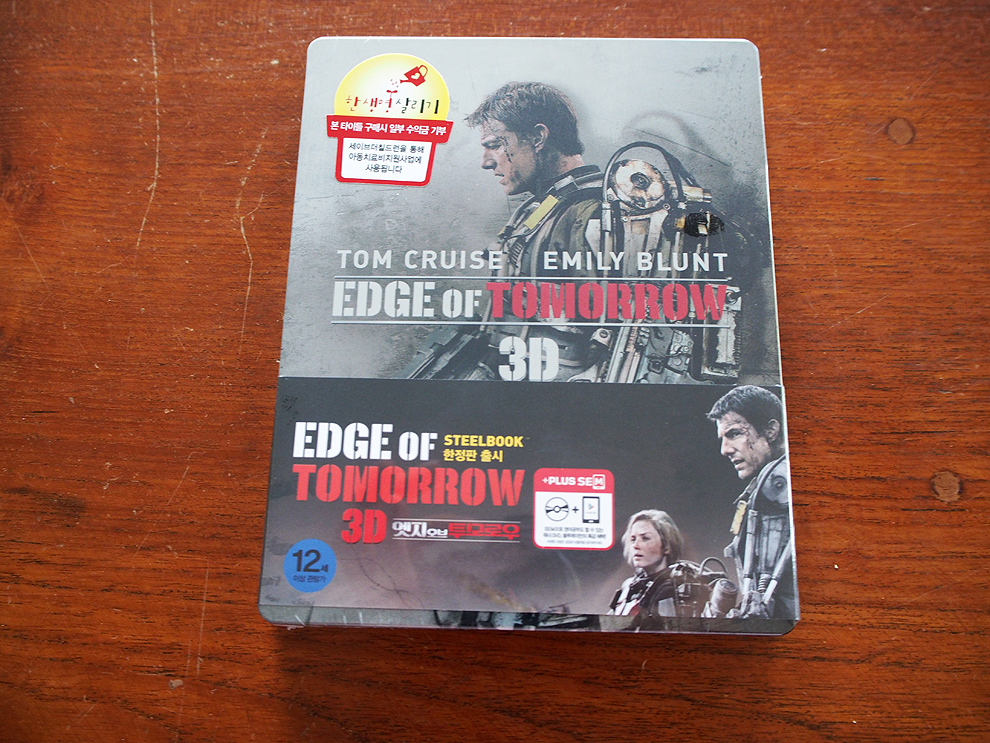 한 생명 살리기
본 타이틀 구매시 일부 수익금 기부
세이브더칠드런을 통해
아동치료비지원사업에
사용됩니다
TOM CRUISE EMILY BLUNT
EDGE OF TOMORROW
3D
EDGE OF STEELBOOK
한정판 출시
TOMORROW
3D 엣지 오브 투모로우
+PLUS SEM
12세
이상 관람가